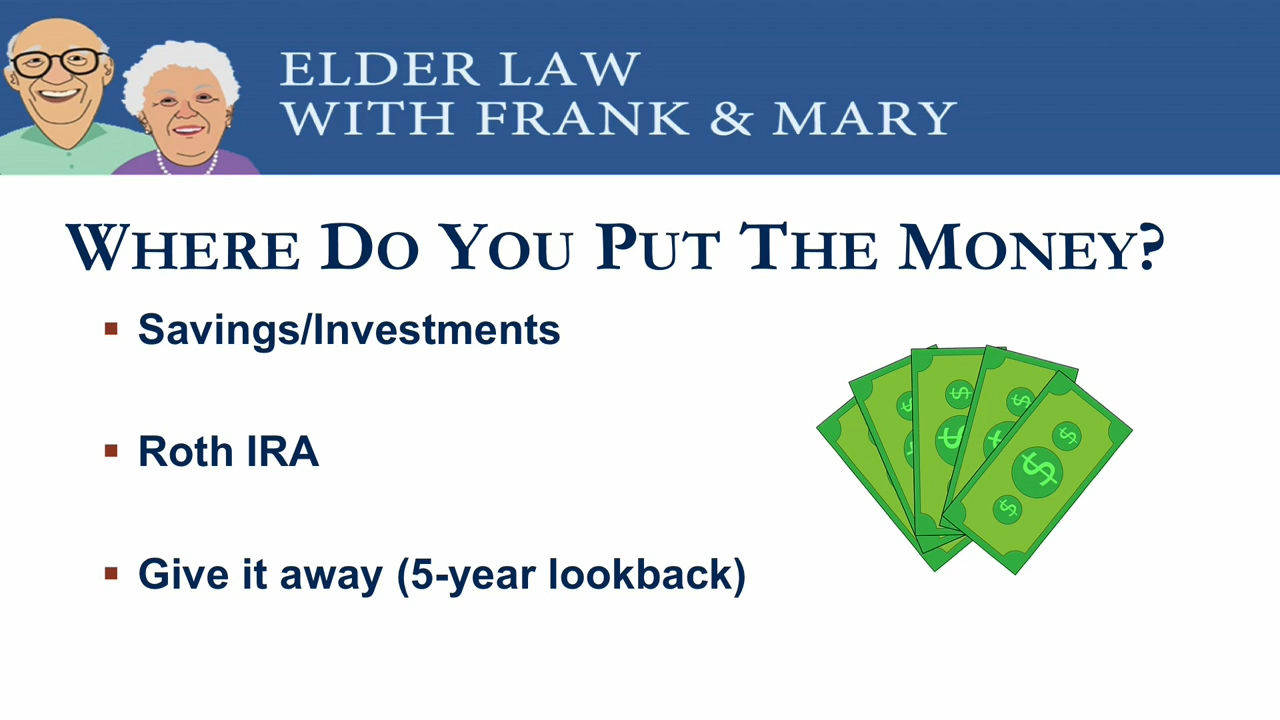 ELDER LAW
WITH FRANK & MARY
WHERE DO YOU PUT THE MONEY?
Savings/Investments
Roth IRA
Give it away (5-year lookback)
$
$
$
$
$
$
$
$